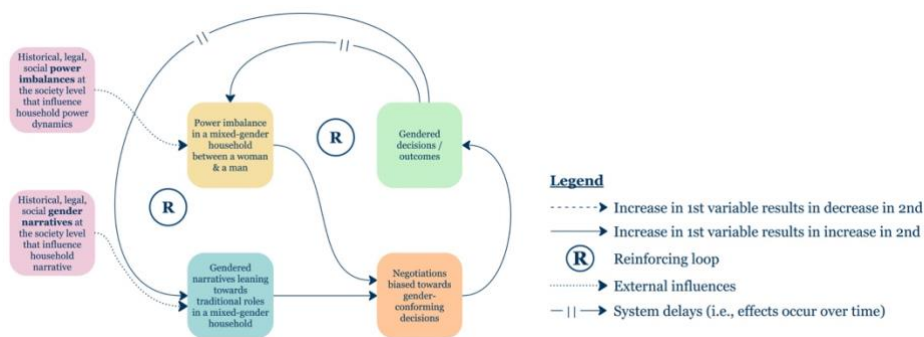 Historical, legal,
social power
imbalances at
the society level
that influence
household power
dynamics
Power imbalance
in a mixed-gender
household
between a woman
& a man
R
Gendered
decisions /
outcomes
R
Historical, legal,
social gender
narratives at
the society level
that influence
household
narrative
Gendered
narratives leaning
towards
traditional roles
in a mixed-gender
household
Negotiations
biased towards
gender-
conforming
decisions
Legend
Increase in 1st variable results in decrease in 2nd
Increase in 1st variable results in increase in 2nd
R Reinforcing loop
External influences
System delays (i.e., effects occur over time)